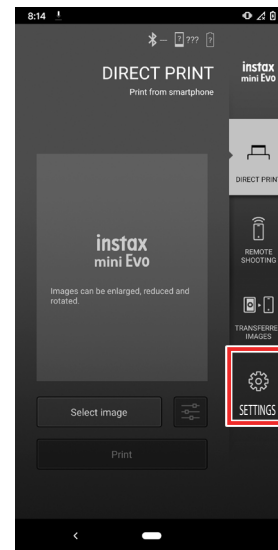 8:14
??? ?
DIRECT PRINT
Print from smartphone
instax
mini Evo
DIRECT PRINT
REMOTE
SHOOTING
TRANSFERRE
IMAGES
SETTINGS
instax
mini Evo
Images can be enlarged, reduced and
rotated.
Select image
Print